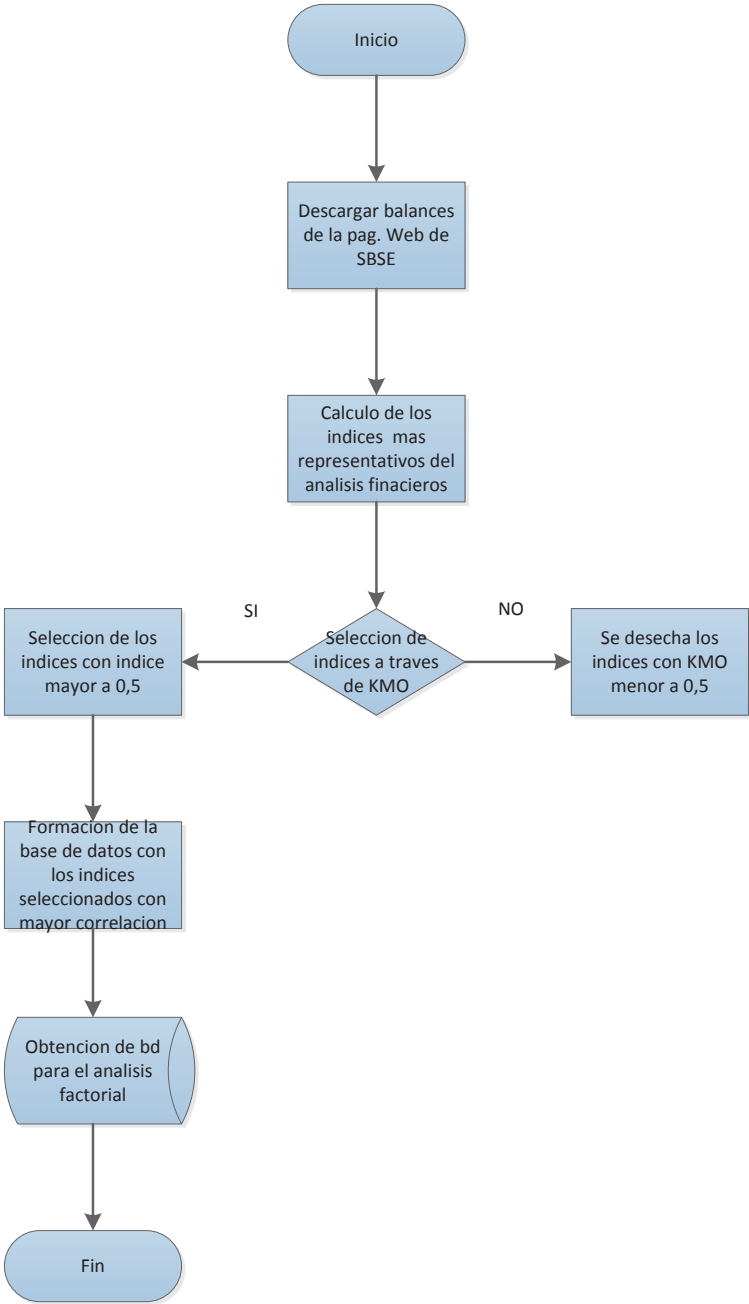 Inicio
Descargar balances
de la pag. Web de
SBSE
Calculo de los
indices mas
representativos del
analisis finacieros
SI
NO
Seleccion de los
indices con indice
mayor a 0,5
Seleccion de
indices a traves
de KMO
Se desecha los
indices con KMO
menor a 0,5
Formacion de la
base de datos con
los indices
seleccionados con
mayor correlacion
Obtencion de bd
para el analisis
factorial
Fin